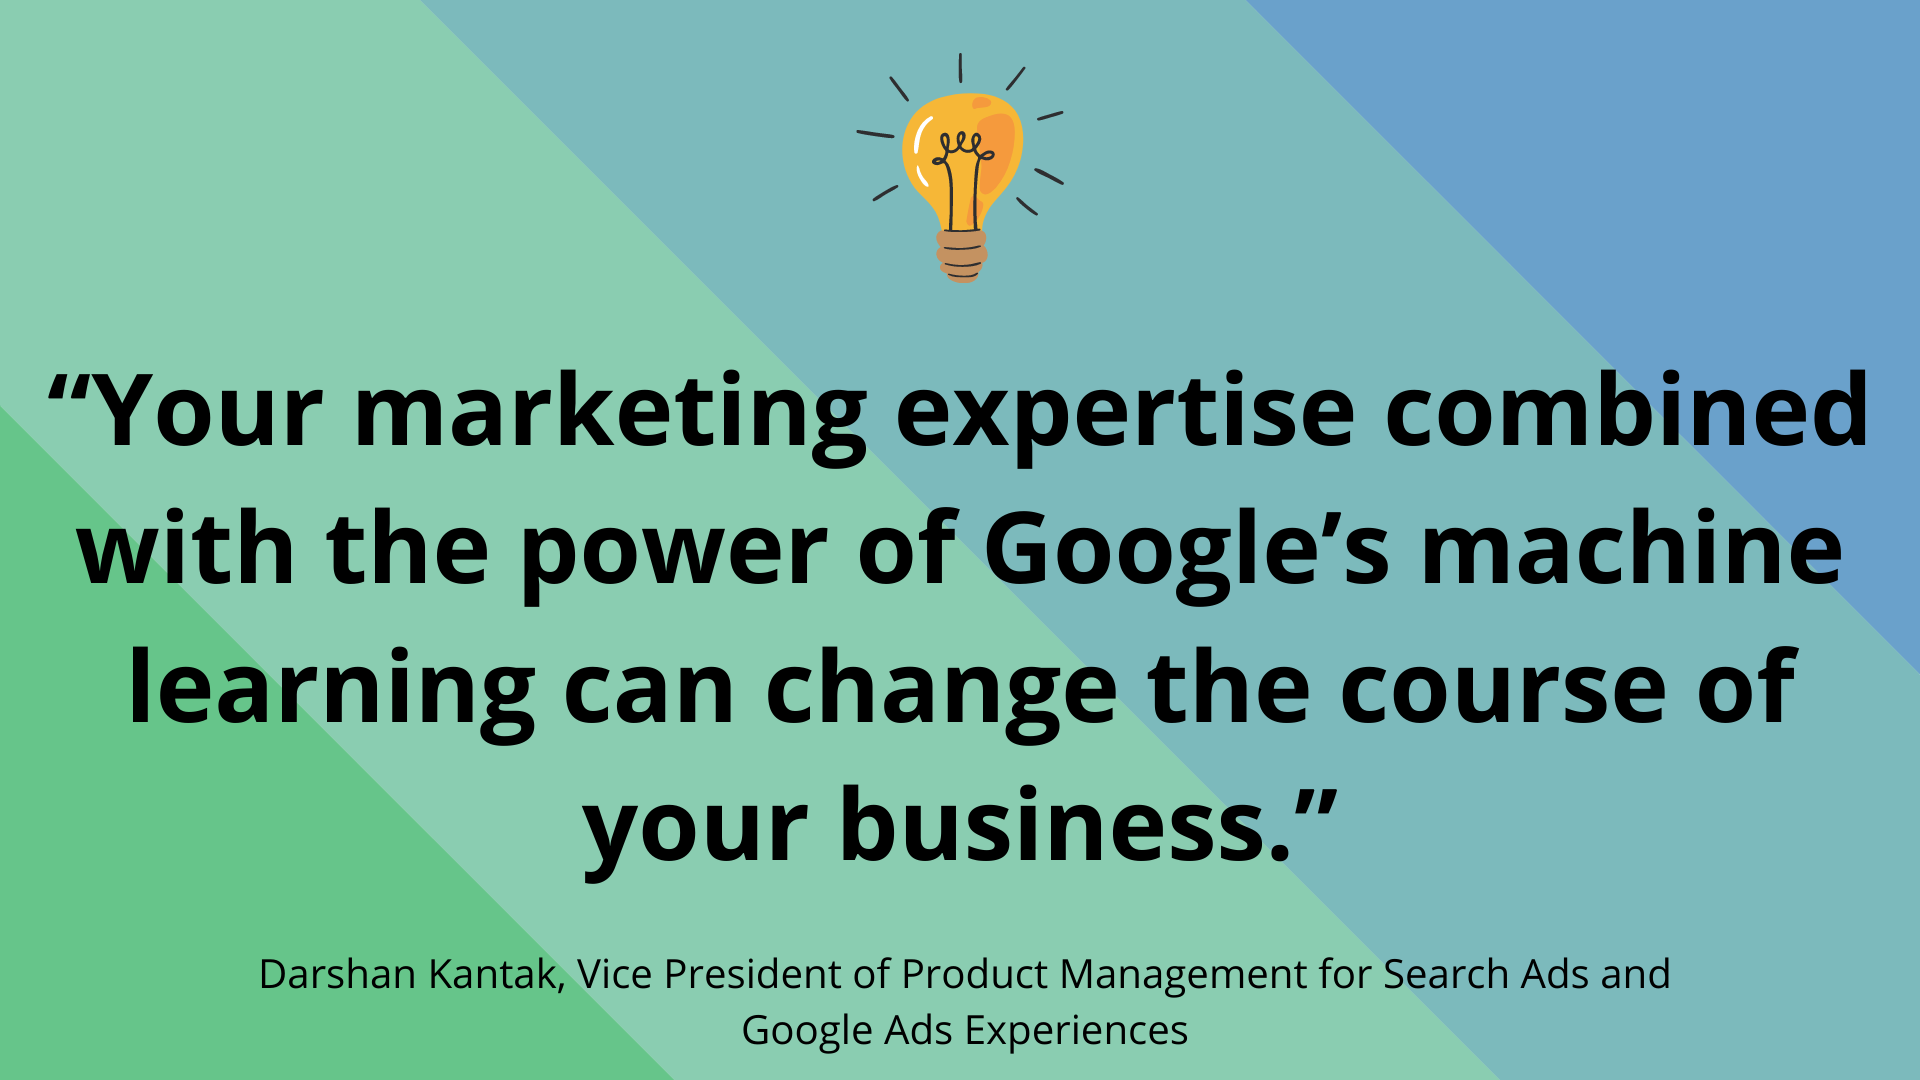 “Your marketing expertise combined
with the power of Google’s machine
learning can change the course of
your business.”
Darshan Kantak, Vice President of Product Management for Search Ads and
Google Ads Experiences